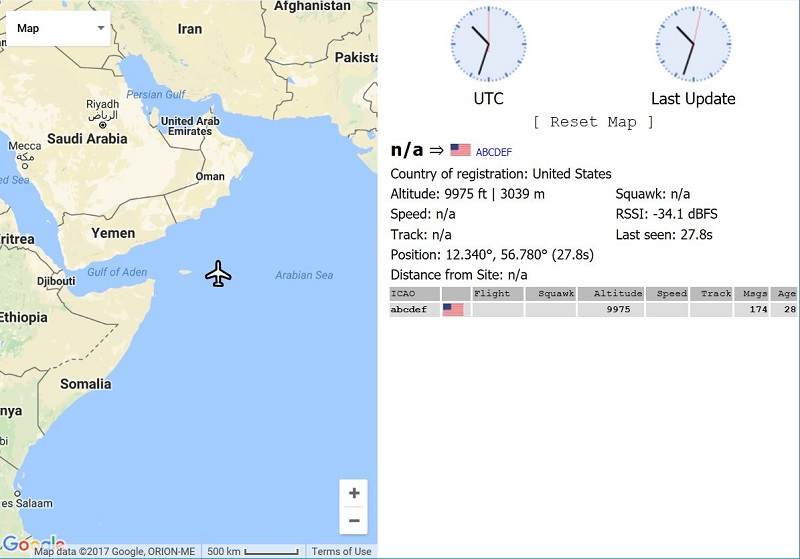 Map
Afghanistan
Iran
Pakista
Persian Gulf
Riyadh
الرياض
United Arab
Emirates
Saudi Arabia
Mecca
مكة
ed Sea
Oman
Eritrea
Yemen
Gulf of Aden
Arabian Sea
Djibouti
Ethiopia
Somalia
nya
bi
es Salaam
Google
Map data ©2017 Google, ORION-ME 500 km Terms of Use
+
−
UTC Last Update
[ Reset Map ]
n/a ⇒ ABCDEF
Country of registration: United States
Altitude: 9975 ft | 3039 m Squawk: n/a
Speed: n/a RSSI: -34.1 dBFS
Track: n/a Last seen: 27.8s
Position: 12.340°, 56.780° (27.8s)
Distance from Site: n/a
ICAO Flight Squawk Altitude Speed Track Msgs Age
abcdef 9975 174 28